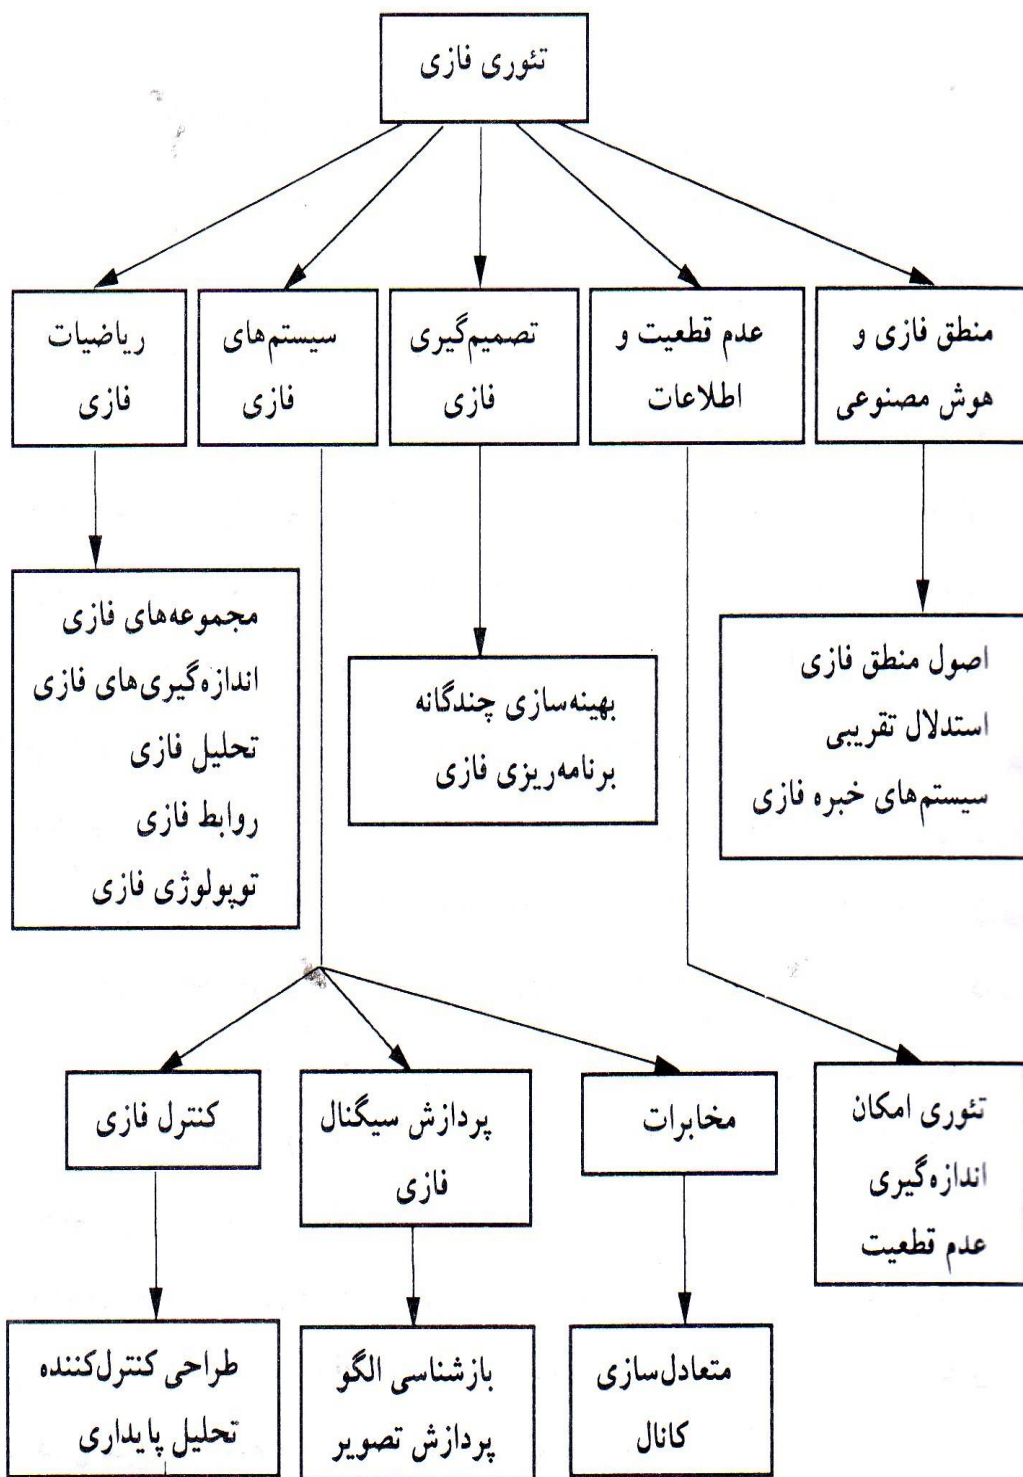 تئوری فازی
منطق فازی و
هوش مصنوعی
عدم قطعیت و
اطلاعات
تصمیم‌گیری
فازی
سیستم‌های
فازی
ریاضیات
فازی
اصول منطق فازی
استدلال تقریبی
سیستم‌های خبره فازی
بهینه‌سازی چندگانه
برنامه‌ریزی فازی
مجموعه‌های فازی
اندازه‌گیری‌های فازی
تحلیل فازی
روابط فازی
توپولوژی فازی
تئوری امکان
اندازه‌گیری
عدم قطعیت
مخابرات
پردازش سیگنال
فازی
کنترل فازی
متعادل‌سازی
کانال
بازشناسی الگو
پردازش تصویر
طراحی کنترل‌کننده
تحلیل پایداری